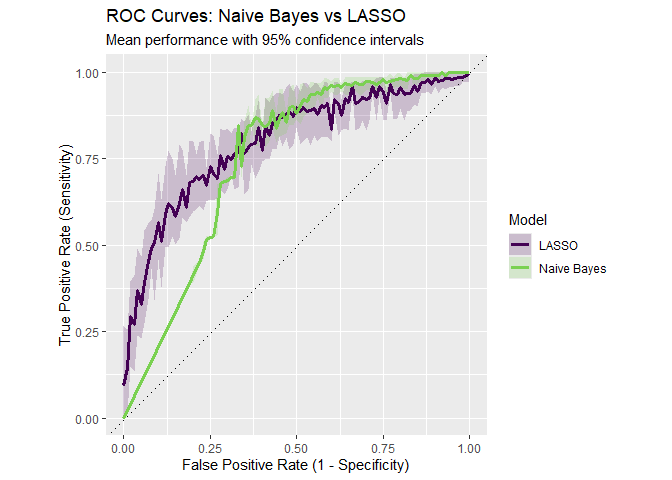 ROC Curves: Naive Bayes vs LASSO
Mean performance with 95% confidence intervals
True Positive Rate (Sensitivity)
1.00
0.75
0.50
0.25
0.00
0.00 0.25 0.50 0.75 1.00
False Positive Rate (1 - Specificity)
Model
LASSO
Naive Bayes